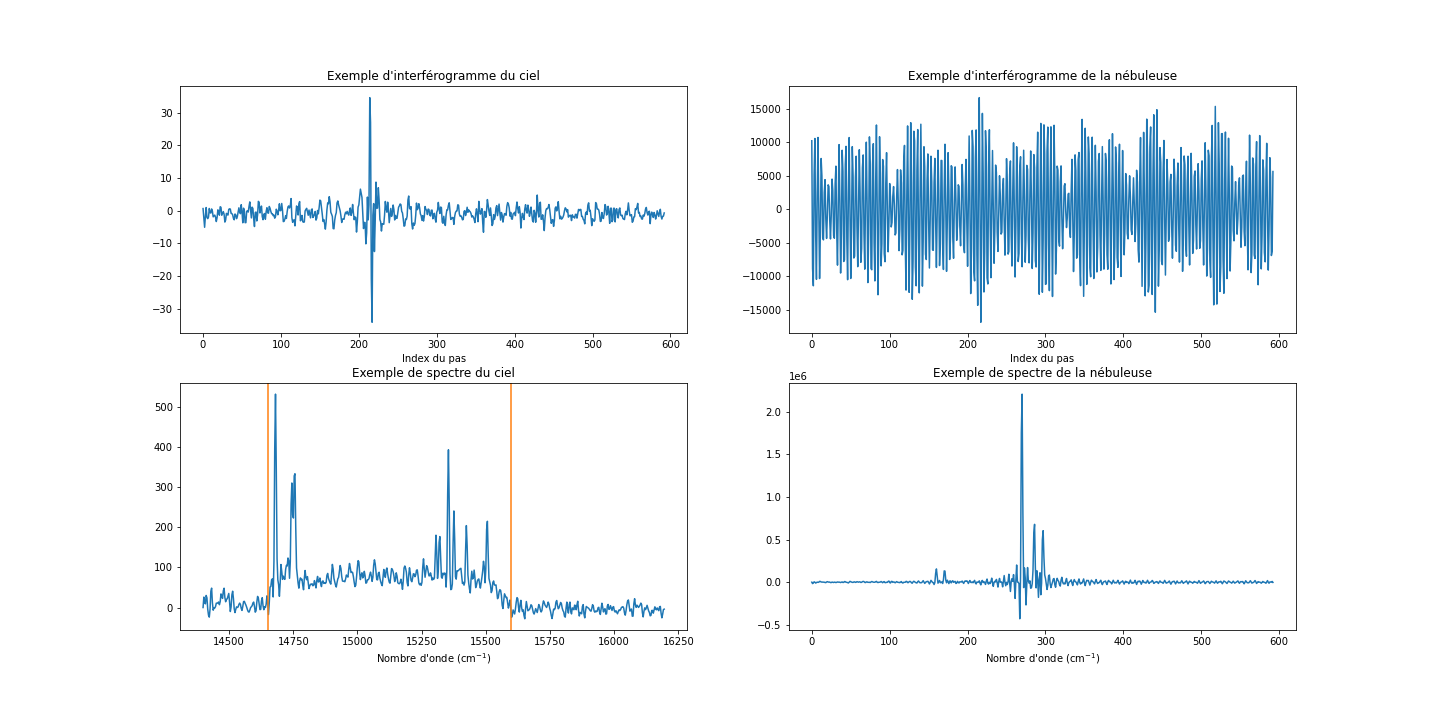 Exemple d'interférogramme du ciel
30
20
10
0
−10
−20
−30
0 100 200 300 400 500 600
Index du pas
Exemple d'interférogramme de la nébuleuse
15000
10000
5000
0
−5000
−10000
−15000
0 100 200 300 400 500 600
Index du pas
Exemple de spectre du ciel
500
400
300
200
100
0
14500 14750 15000 15250 15500 15750 16000 16250
Nombre d'onde (cm⁻¹)
Exemple de spectre de la nébuleuse
1e6
2.0
1.5
1.0
0.5
0.0
−0.5
0 100 200 300 400 500 600
Nombre d'onde (cm⁻¹)